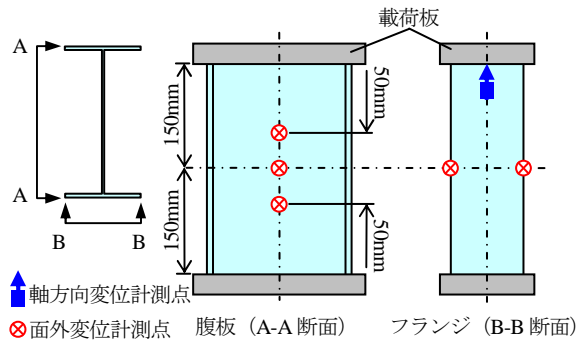 載荷板
A
A
B
B
150mm
150mm
50mm
50mm
軸方向変位計測点
面外変位計測点
腹板（A-A 断面）
フランジ（B-B 断面）